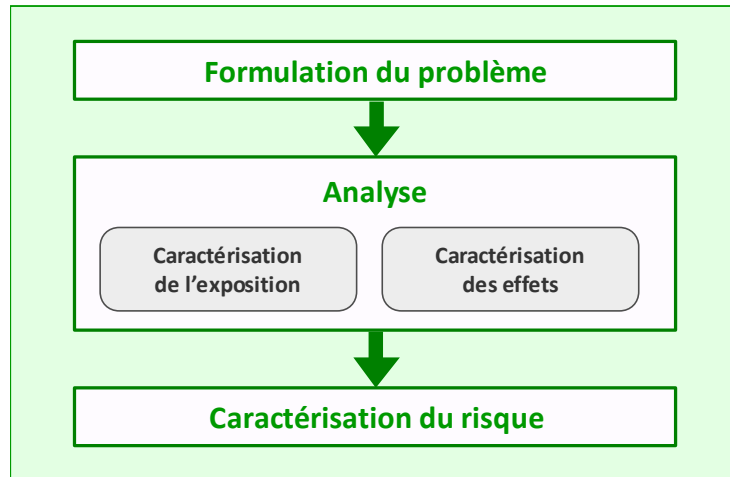 Formulation du problème
Analyse
Caractérisation
de l'exposition
Caractérisation
des effets
Caractérisation du risque